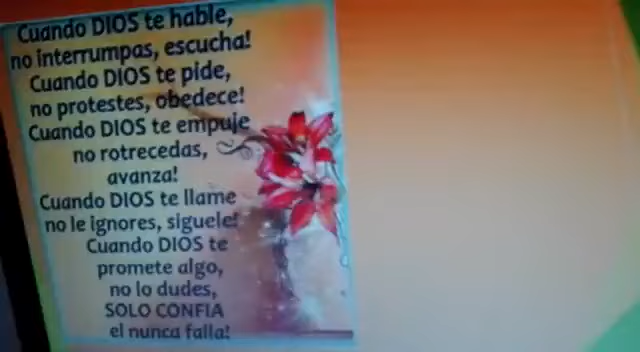 Cuando DIOS te hable,
no interrumpas, escucha!
Cuando DIOS te pide,
no protestes, obedece!
Cuando DIOS te empuje
no rotrecedas,
avanza!
Cuando DIOS te llame
no le ignores, siguele!
Cuando DIOS te
promete algo,
no lo dudes,
SOLO CONFIA
el nunca falla!